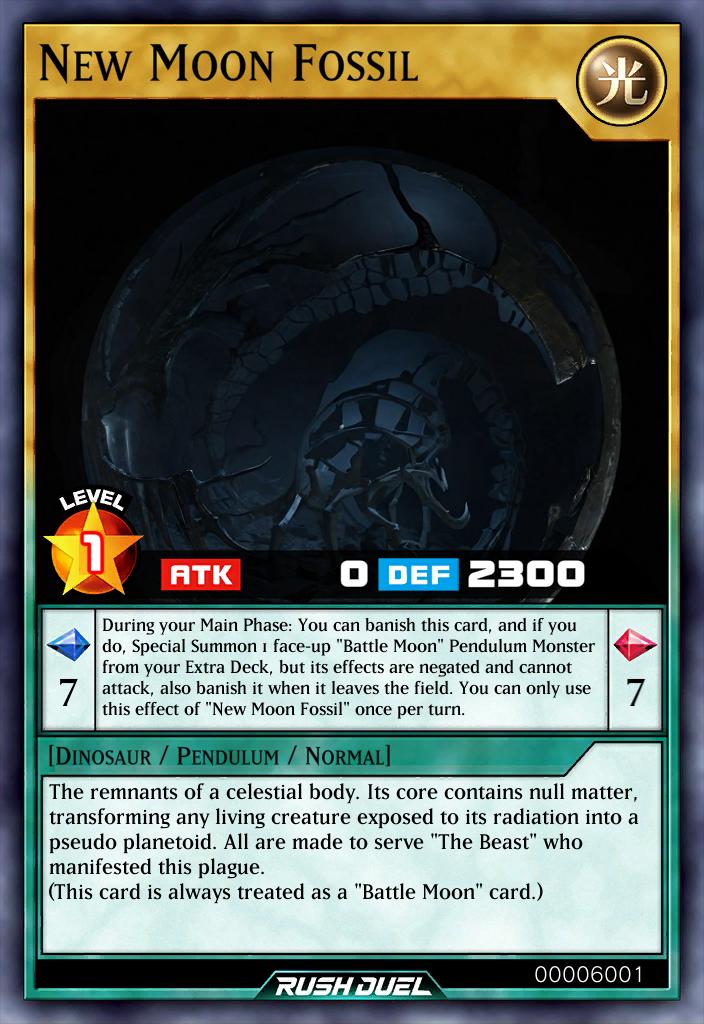 New Moon Fossil
光
LEVEL
1
ATK 0 DEF 2300
7
During your Main Phase: You can banish this card, and if you
do, Special Summon 1 face-up "Battle Moon" Pendulum Monster
from your Extra Deck, but its effects are negated and cannot
attack, also banish it when it leaves the field. You can only use
this effect of "New Moon Fossil" once per turn.
7
[Dinosaur / Pendulum / Normal]
The remnants of a celestial body. Its core contains null matter,
transforming any living creature exposed to its radiation into a
pseudo planetoid. All are made to serve "The Beast" who
manifested this plague.
(This card is always treated as a "Battle Moon" card.)
00006001
RUSH DUEL